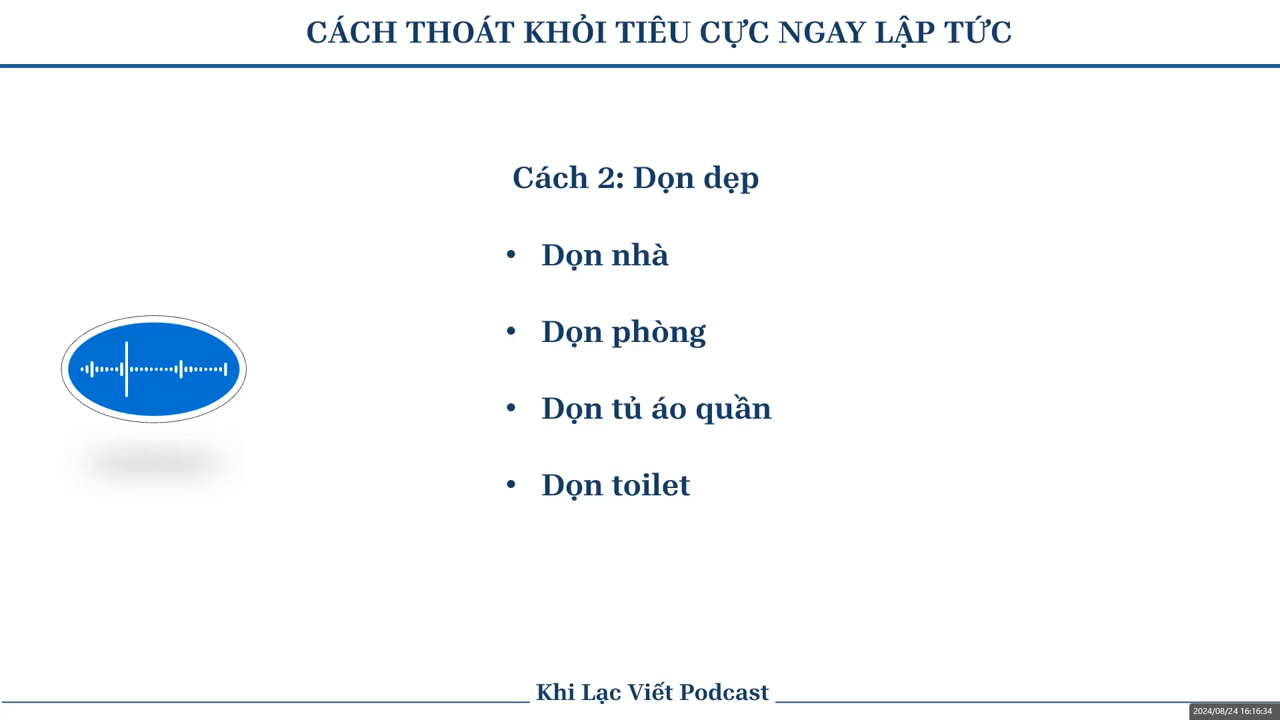 CÁCH THOÁT KHỎI TIÊU CỰC NGAY LẬP TỨC
Cách 2: Dọn dẹp
• Dọn nhà
• Dọn phòng
• Dọn tủ áo quần
• Dọn toilet
Khi Lạc Viết Podcast
2024/08/24 16:16:34